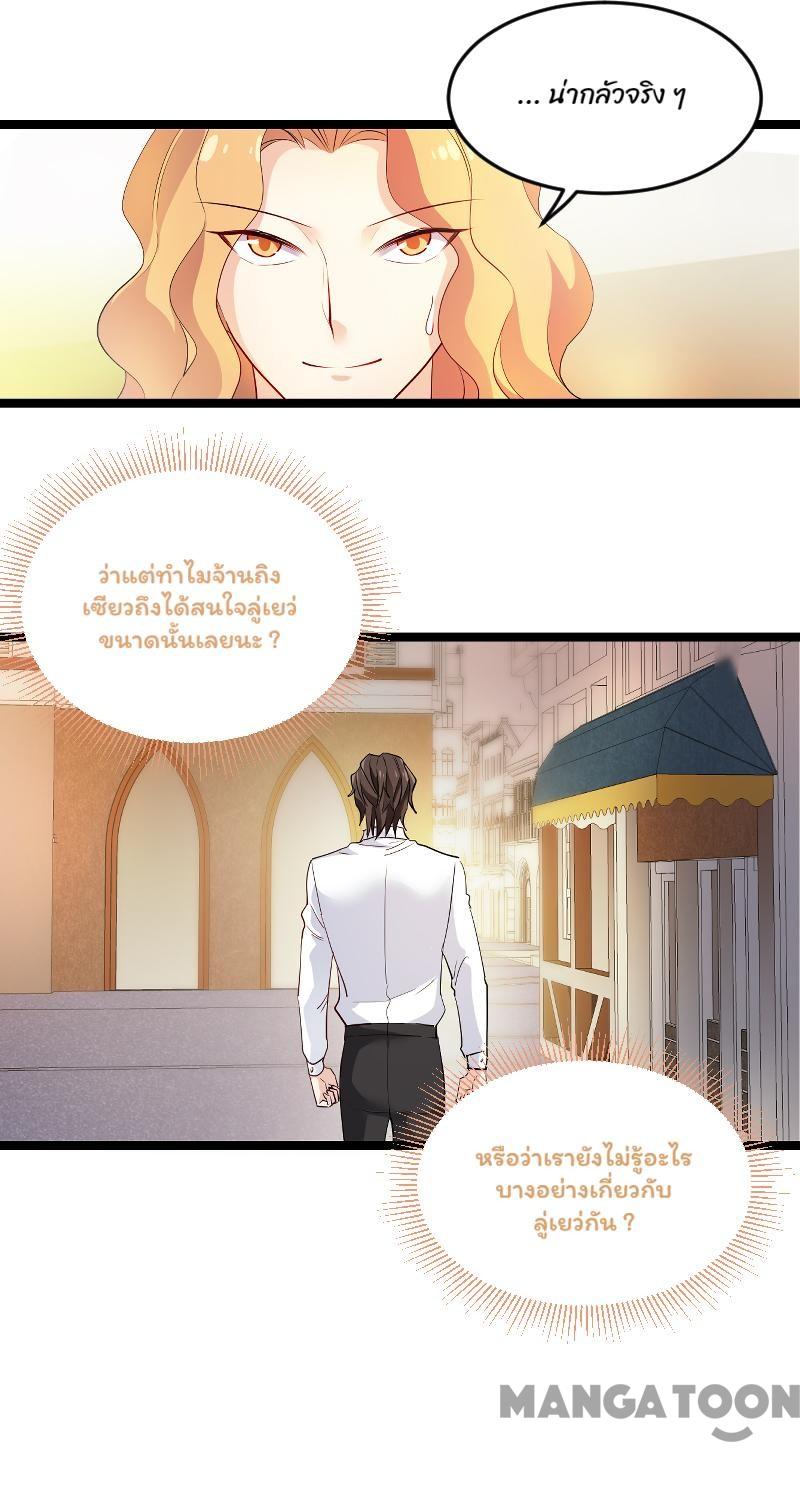 ... น่ากลัวจริง ๆ
ว่าแต่ทำไมจ้านถิง
เซียวถึงได้สนใจลู่เยว่
ขนาดนั้นเลยนะ ?
หรือว่าเรายังไม่รู้อะไร
บางอย่างเกี่ยวกับ
ลู่เยว่กัน ?
MANGATOON